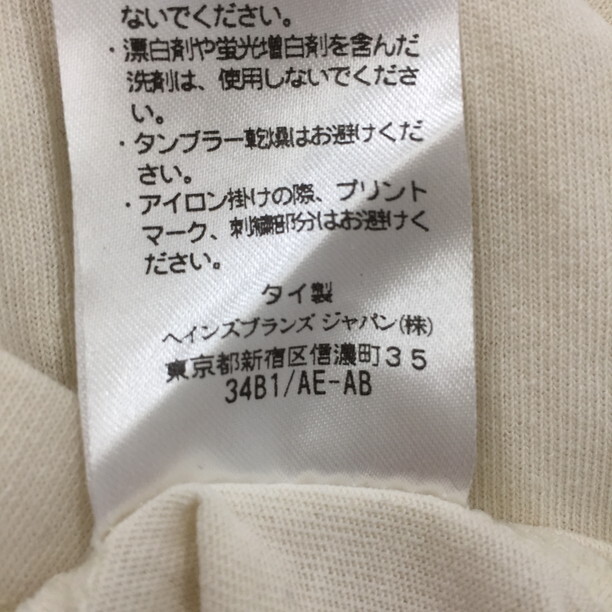 ないでください。
・漂白剤や蛍光増白剤を含んだ
洗剤は、使用しないでくださ
い。
・タンブラー乾燥はお避けくだ
さい。
・アイロン掛けの際、プリント
マーク、刺繍部分はお避けく
ださい。
タイ製
ヘインズブランズ ジャパン(株)
東京都新宿区信濃町35
34B1/AE-AB